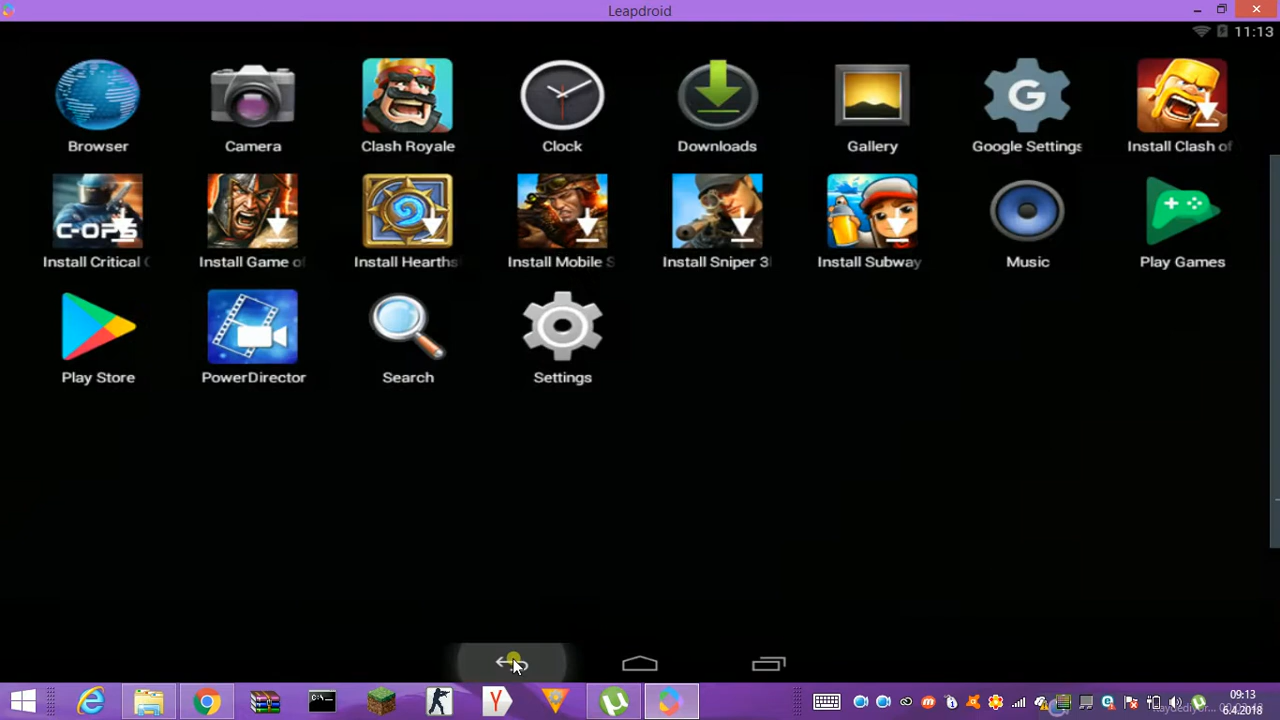 Leapdroid
11:13
Browser
Camera
Clash Royale
Clock
Downloads
Gallery
Google Settings
Install Clash of
C-OPS
Install Critical
Install Game of
Install Hearths
Install Mobile S
Install Sniper 3
Install Subway
Music
Play Games
Play Store
PowerDirector
Search
Settings
09:13
6.4.2018